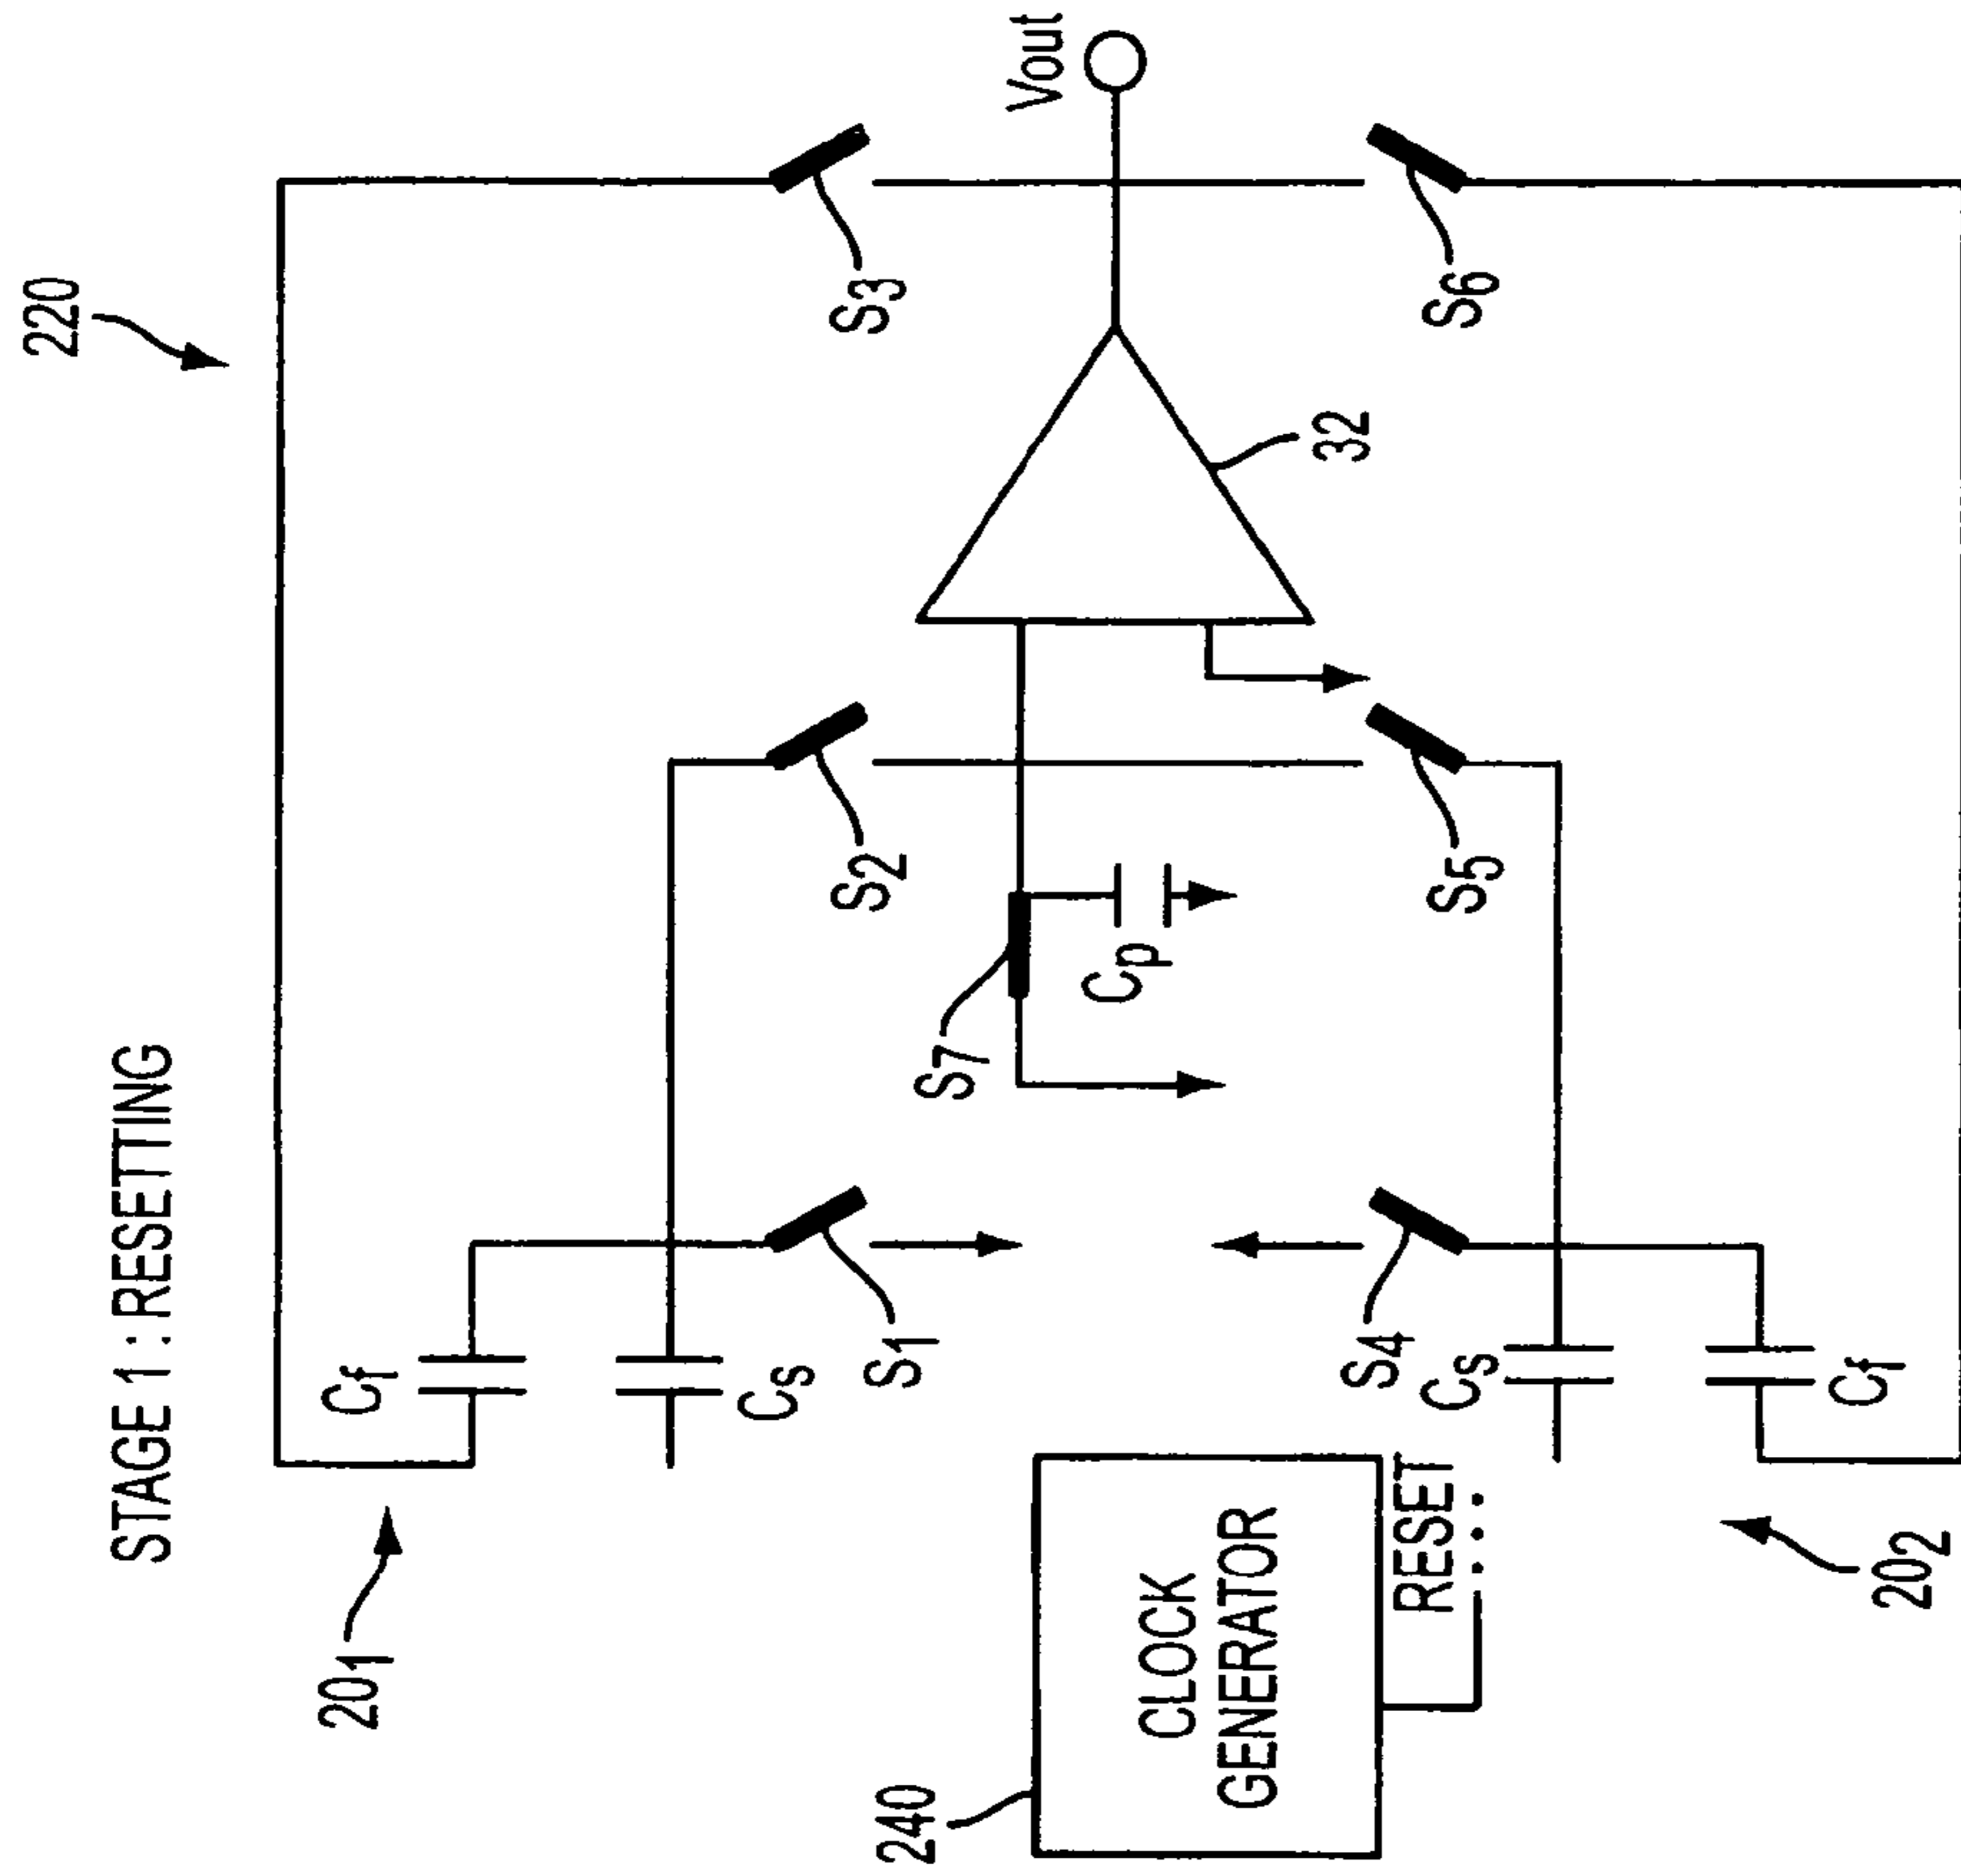 STAGE 1: RESETTING
220
201
Cf
Cs
S1
S2
S3
Vout
S7
Cp
32
240
CLOCK
GENERATOR
RESET
S4
S5
S6
Cs
Cf
202